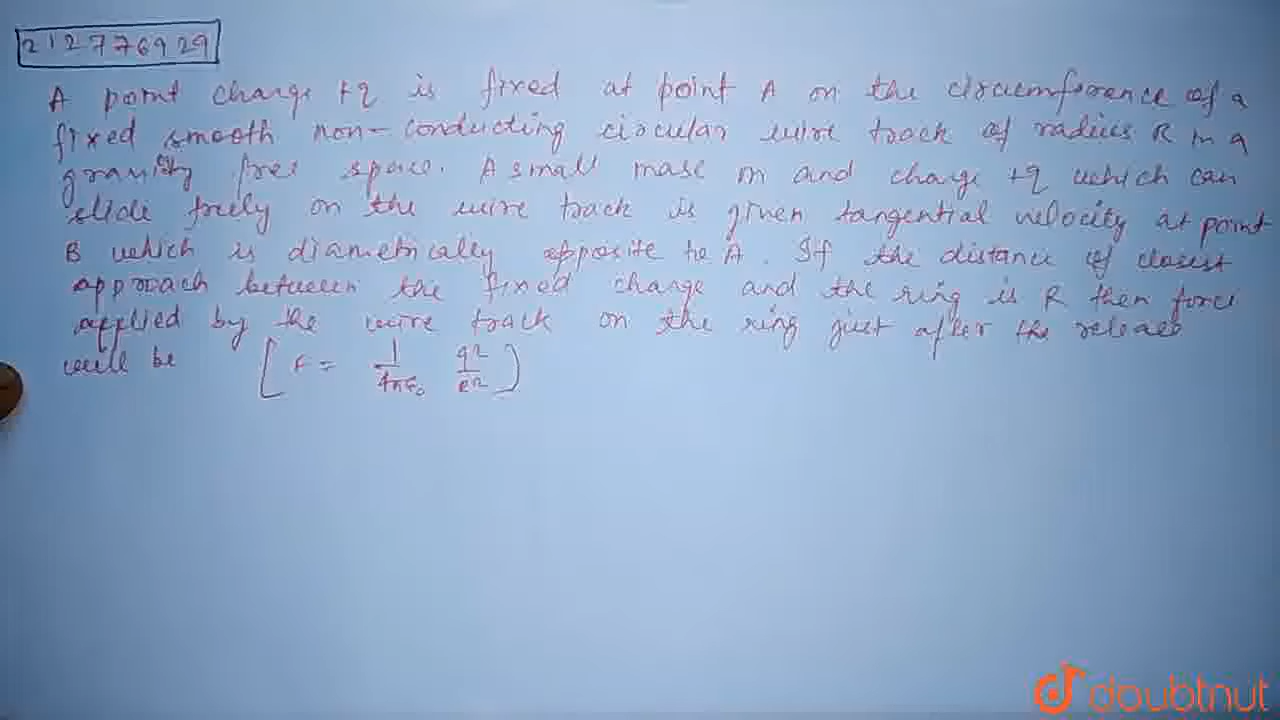 212776929
A point charge +q is fixed at point A on the circumference of a
fixed smooth non-conducting circular wire track of radius R in a
gravity free space. A small mass m and charge +q which can
slide freely on the wire track is given tangential velocity at point
B which is diametrically opposite to A. If the distance of closest
approach between the fixed charge and the ring is R then force
applied by the wire track on the ring just after the release
will be [F = 1/4πε₀ q²/R²]
doubtnut